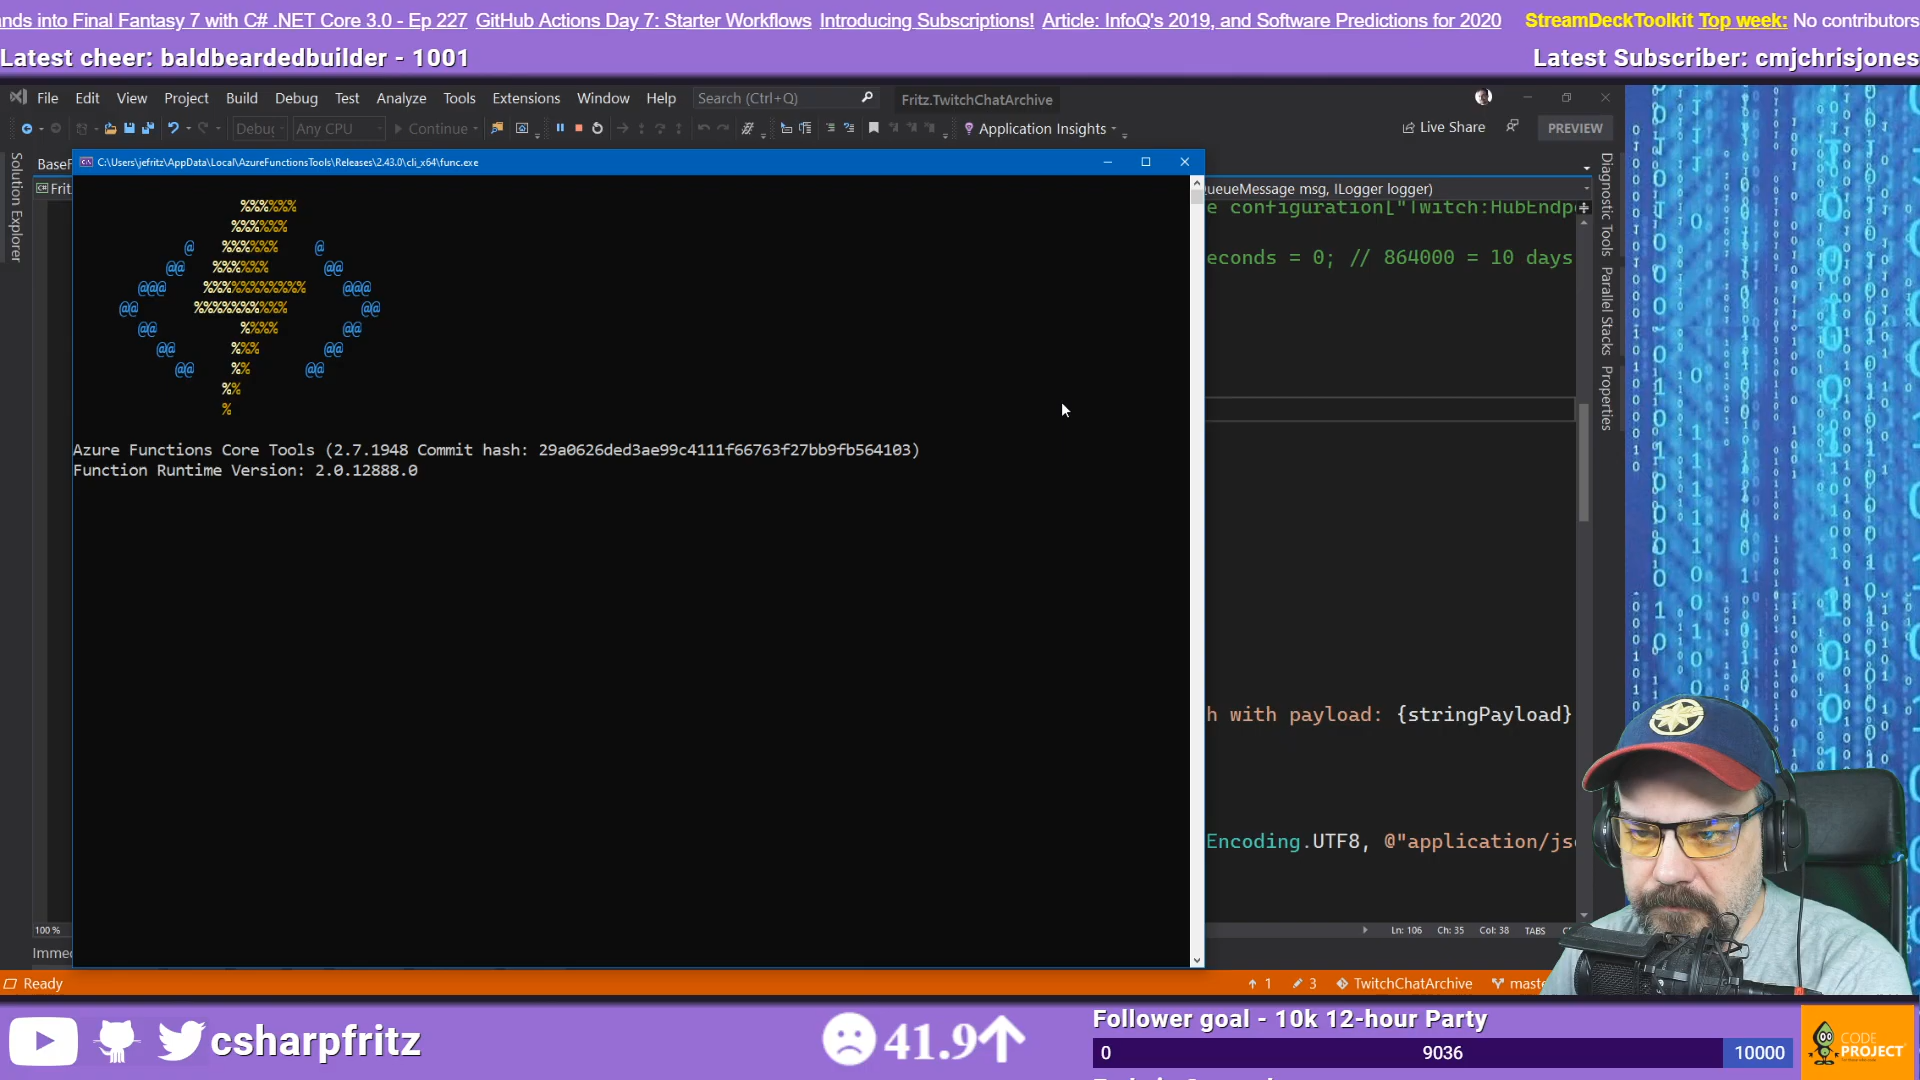 nds into Final Fantasy 7 with C# .NET Core 3.0 - Ep 227 GitHub Actions Day 7: Starter Workflows Introducing Subscriptions! Article: InfoQ's 2019, and Software Predictions for 2020 StreamDeckToolkit Top week: No contributors
Latest cheer: baldbeardedbuilder - 1001 Latest Subscriber: cmjchrisjones
File Edit View Project Build Debug Test Analyze Tools Extensions Window Help Search (Ctrl+Q) Fritz.TwitchChatArchive
Debug Any CPU Continue Application Insights Live Share PREVIEW
BaseF
C:\Users\jefritz\AppData\Local\AzureFunctionsTools\Releases\2.43.0\cli_x64\func.exe
Frit
ueueMessage msg, ILogger logger)
Solution Explorer
Diagnostic Tools
Parallel Stacks
Properties
%%%%%%
%%%%%%
@ %%%%%% @
@@ %%%%%% @@
@@@ %%%%%%%%%%% @@@
@@ %%%%%%%%%% @@
@@ %%%% @@
@@ %%% @@
@@ %% @@
%%
%
Azure Functions Core Tools (2.7.1948 Commit hash: 29a0626ded3ae99c4111f66763f27bb9fb564103)
Function Runtime Version: 2.0.12888.0
e configuration["Twitch:HubEndp
econds = 0; // 864000 = 10 days
h with payload: {stringPayload}
Encoding.UTF8, @"application/js
100 % Ln: 106 Ch: 35 Col: 38 TABS
Immed
Ready 1 3 TwitchChatArchive maste
csharpfritz
41.9
Follower goal - 10k 12-hour Party
0 9036 10000
CODE
PROJECT